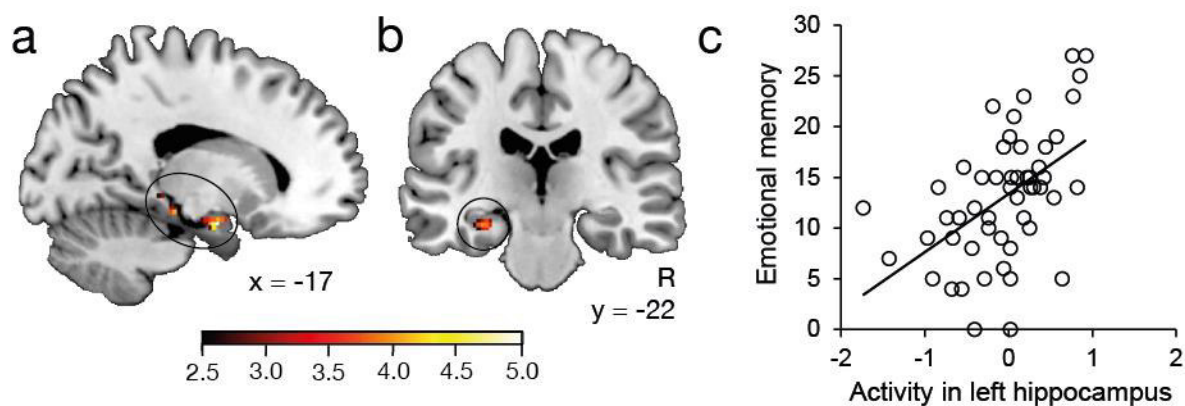 a
x = -17
b
R
y = -22
2.5 3.0 3.5 4.0 4.5 5.0
c
Emotional memory
30
25
20
15
10
5
0
-2 -1 0 1 2
Activity in left hippocampus